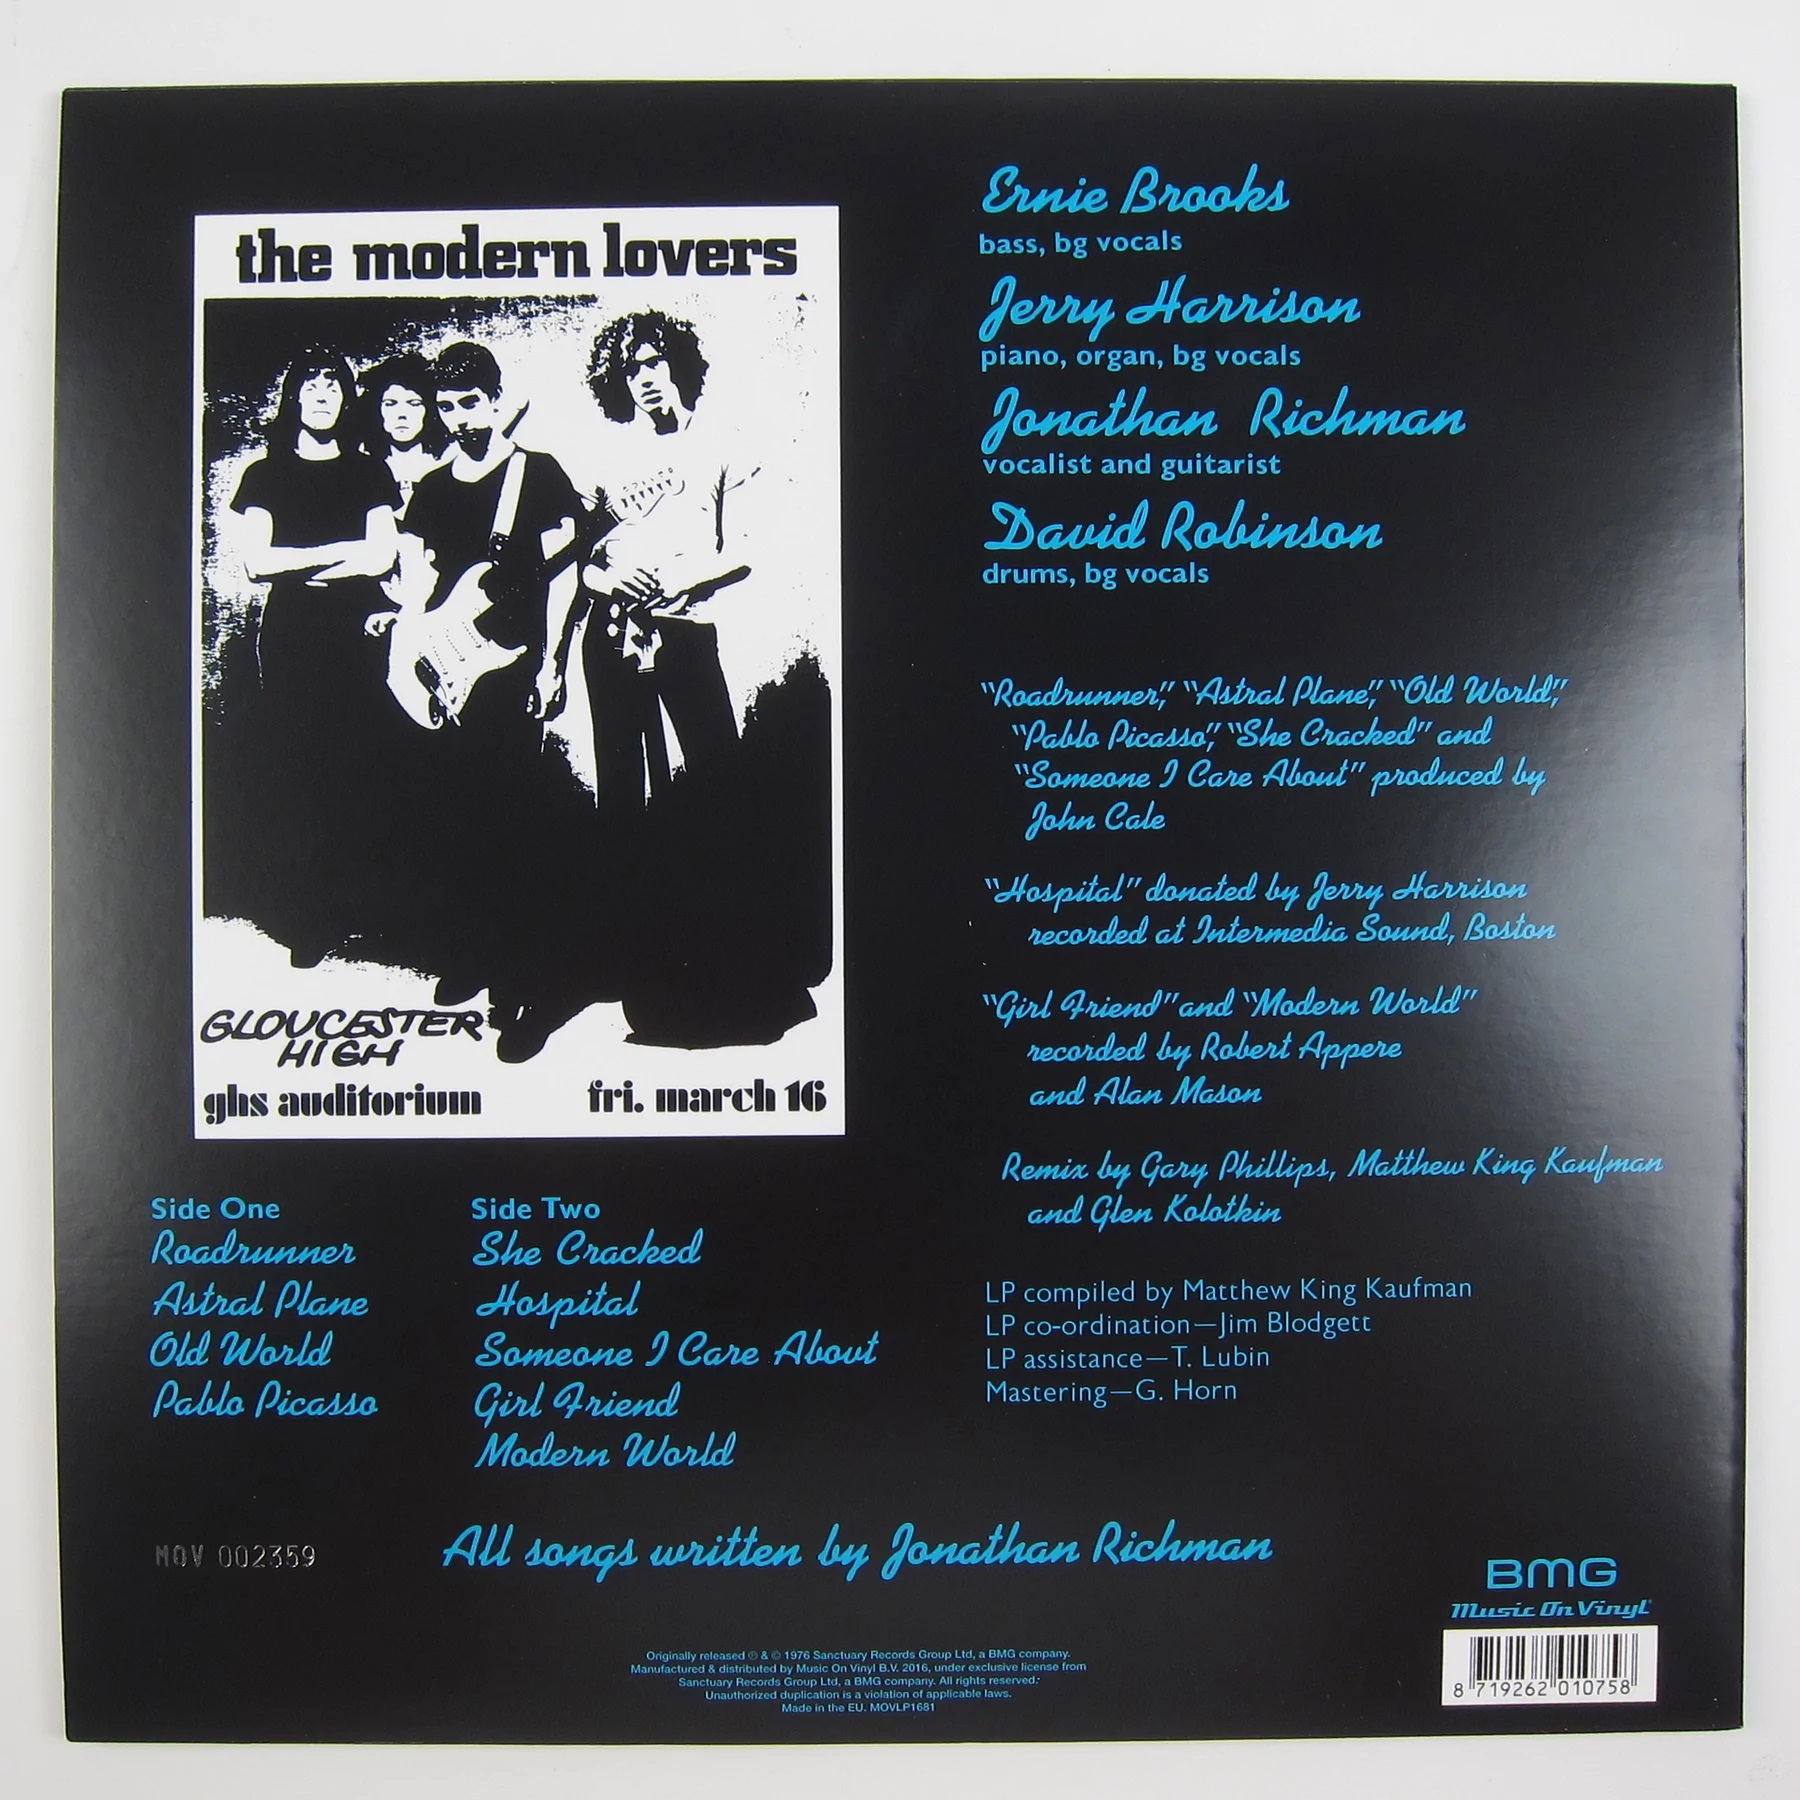 the modern lovers
GLOUCESTER
HIGH
ghs auditorium fri. march 16
Side One
Roadrunner
Astral Plane
Old World
Pablo Picasso
Side Two
She Cracked
Hospital
Someone I Care About
Girl Friend
Modern World
Ernie Brooks
bass, bg vocals
Jerry Harrison
piano, organ, bg vocals
Jonathan Richman
vocalist and guitarist
David Robinson
drums, bg vocals
"Roadrunner," "Astral Plane," "Old World,"
"Pablo Picasso," "She Cracked" and
"Someone I Care About" produced by
John Cale
"Hospital" donated by Jerry Harrison
recorded at Intermedia Sound, Boston
"Girl Friend" and "Modern World"
recorded by Robert Appere
and Alan Mason
Remix by Gary Phillips, Matthew King Kaufman
and Glen Kolotkin
LP compiled by Matthew King Kaufman
LP co-ordination—Jim Blodgett
LP assistance—T. Lubin
Mastering—G. Horn
MOV 002359
All songs written by Jonathan Richman
BMG
Music On Vinyl
Originally released ℗ & © 1976 Sanctuary Records Group Ltd, a BMG company.
Manufactured & distributed by Music On Vinyl B.V. 2016, under exclusive license from
Sanctuary Records Group Ltd, a BMG company. All rights reserved.
Unauthorized duplication is a violation of applicable laws.
Made in the EU. MOVLP1681
8 719262 010758